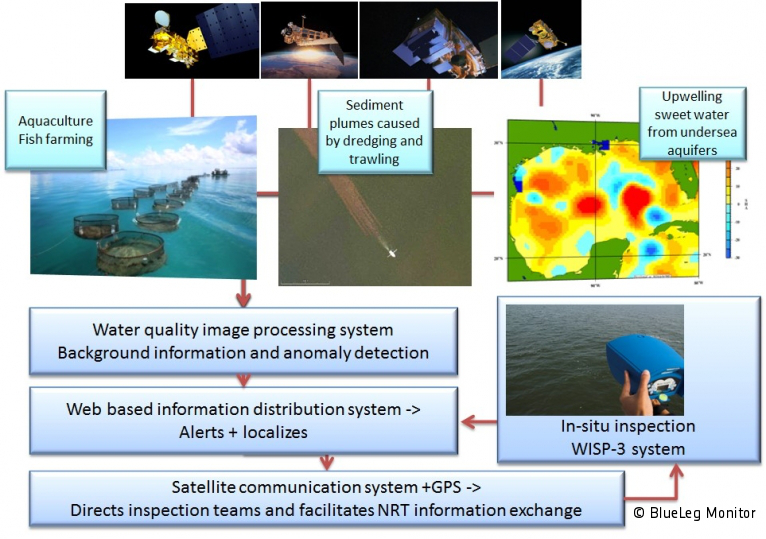 Aquaculture
Fish farming
Sediment
plumes caused
by dredging and
trawling
Upwelling
sweet water
from undersea
aquifers
Water quality image processing system
Background information and anomaly detection
Web based information distribution system ->
Alerts + localizes
In-situ inspection
WISP-3 system
Satellite communication system +GPS ->
Directs inspection teams and facilitates NRT information exchange
© BlueLeg Monitor